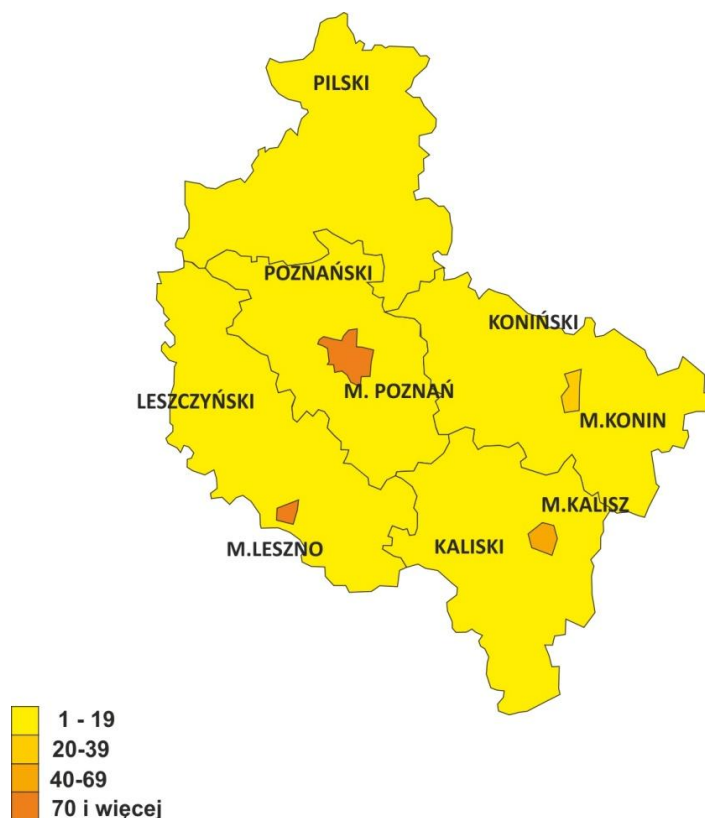 PILSKI
POZNAŃSKI
KONIŃSKI
M. POZNAŃ
LESZCZYŃSKI
M.KONIN
M.KALISZ
M.LESZNO
KALISKI
1 - 19
20-39
40-69
70 i więcej